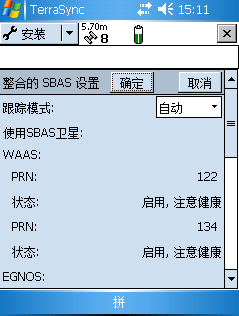 TerraSync 15:11
安装 5.70m 8
整合的 SBAS 设置 确定 取消
跟踪模式: 自动
使用SBAS卫星:
WAAS:
PRN: 122
状态: 启用, 注意健康
PRN: 134
状态: 启用, 注意健康
EGNOS:
拼